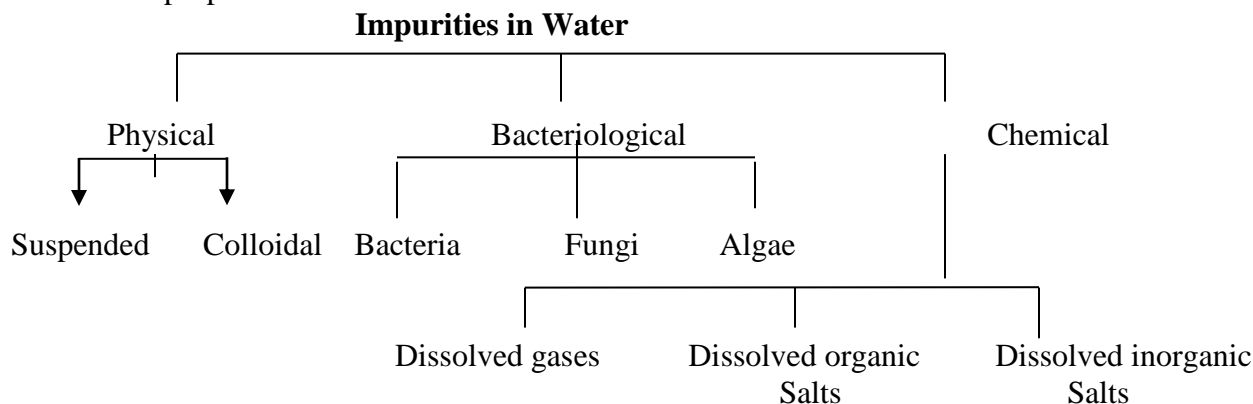 Impurities in Water
Physical Bacteriological Chemical
Suspended Colloidal Bacteria Fungi Algae
Dissolved gases Dissolved organic Dissolved inorganic
Salts Salts